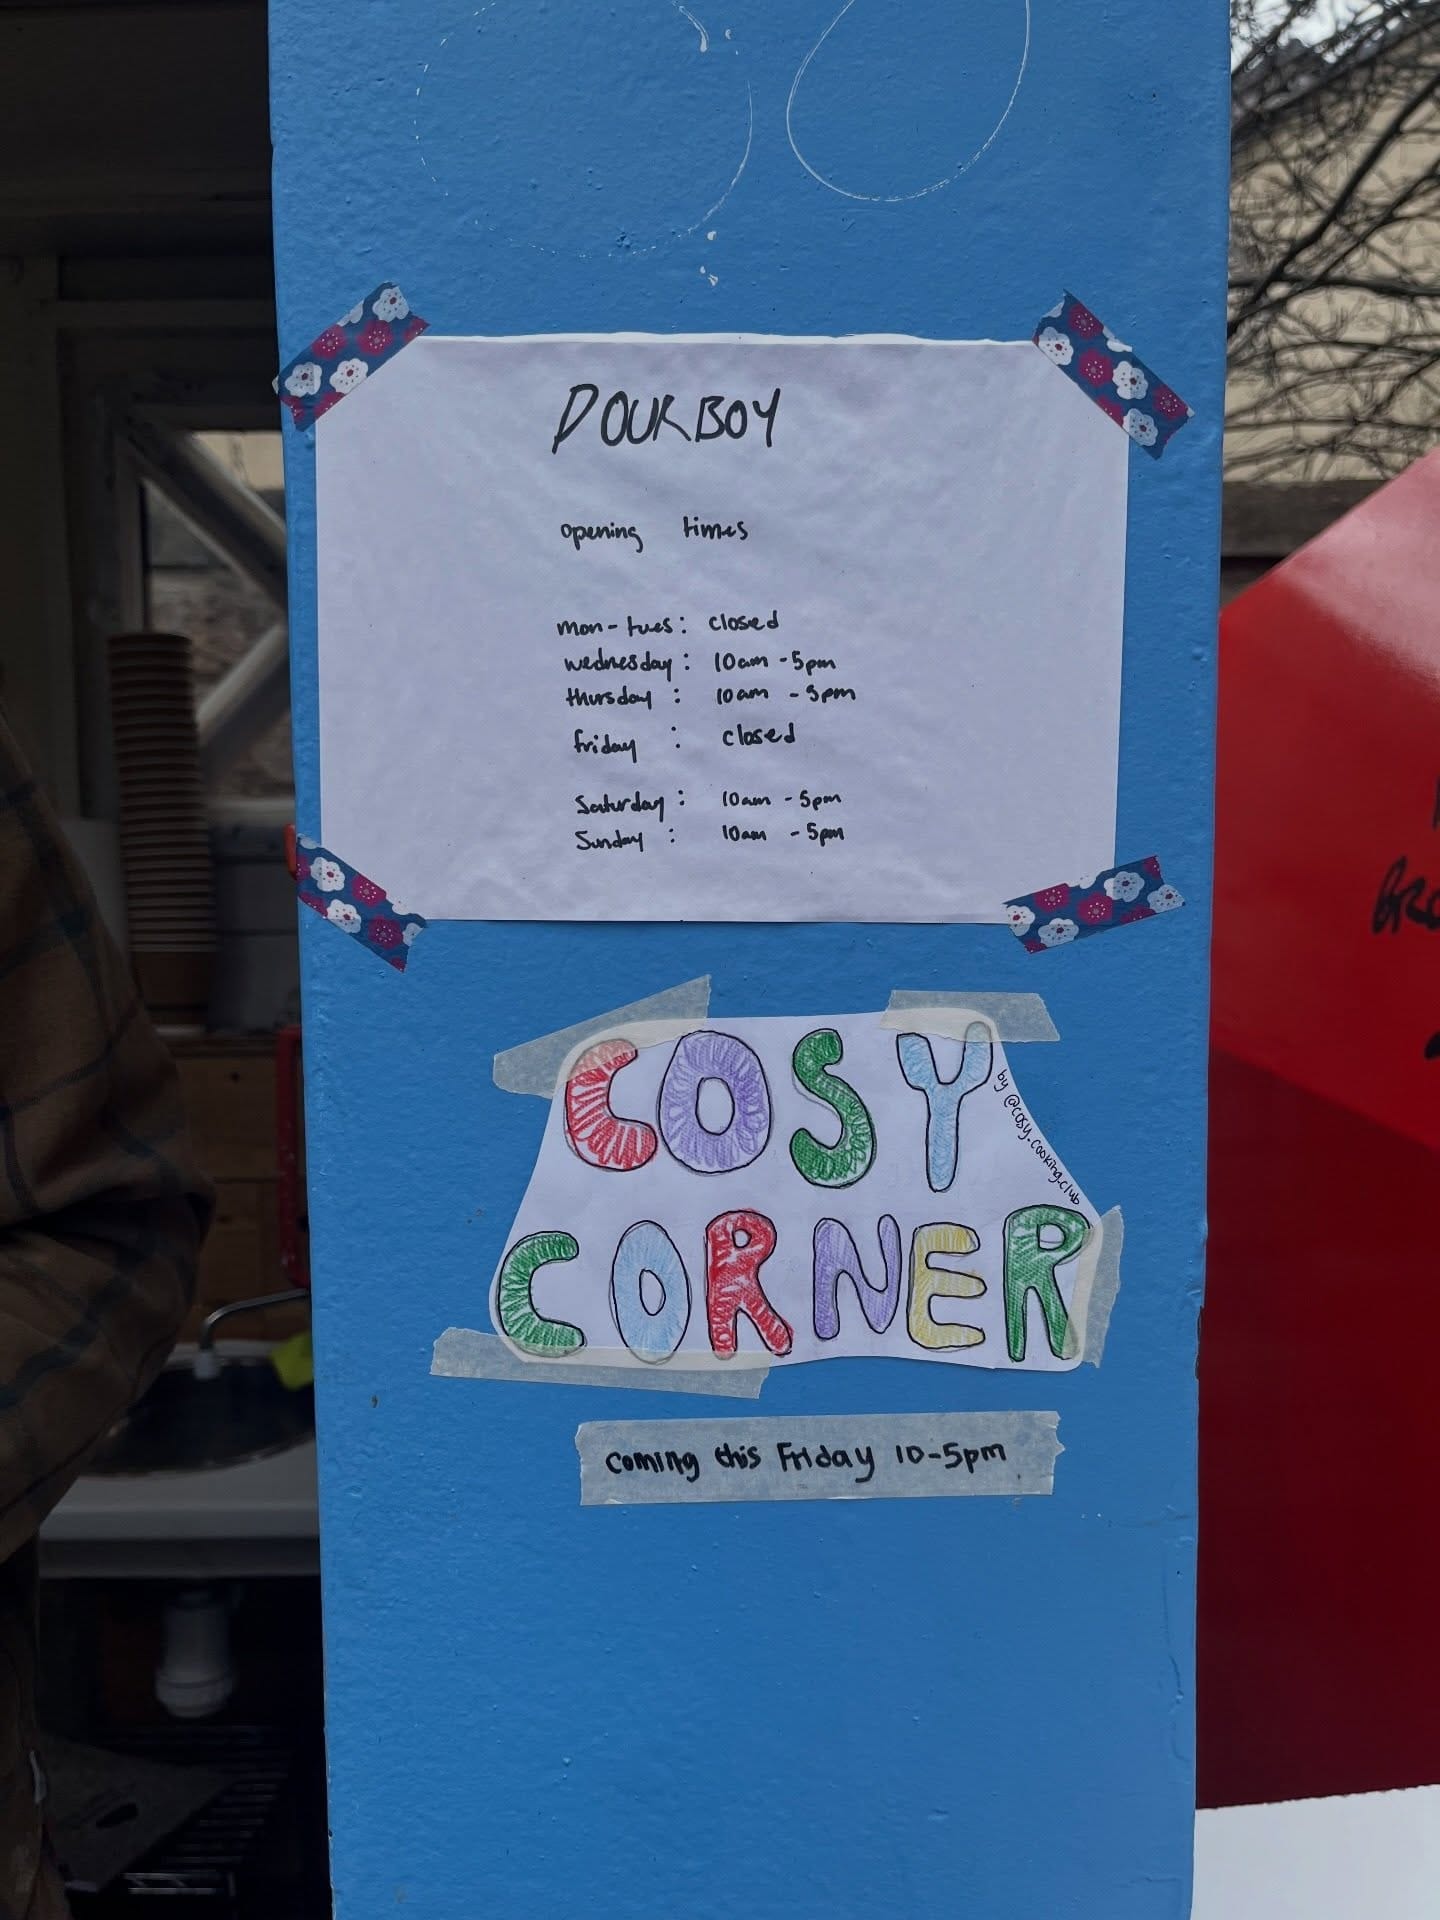 POURBOY
opening times
mon-tues: closed
wednesday: 10am -5pm
thursday: 10am -5pm
friday: closed
Saturday: 10am -5pm
Sunday: 10am -5pm
COSY
by @cosy.cooking.club
CORNER
coming this Friday 10-5pm